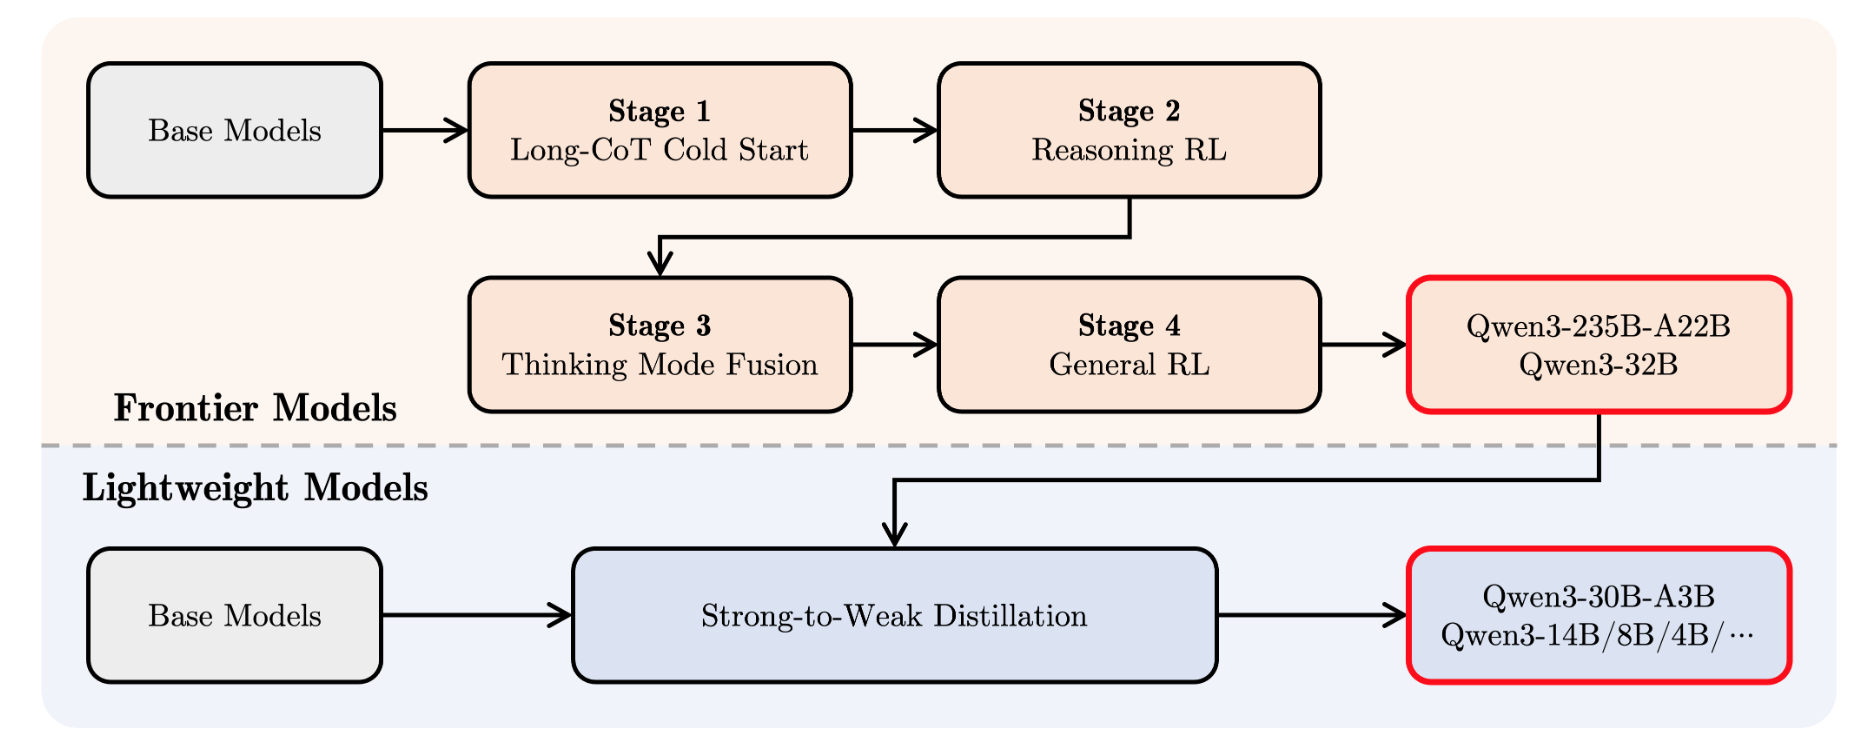 Base Models
Stage 1
Long-CoT Cold Start
Stage 2
Reasoning RL
Stage 3
Thinking Mode Fusion
Stage 4
General RL
Qwen3-235B-A22B
Qwen3-32B
Frontier Models
Lightweight Models
Base Models
Strong-to-Weak Distillation
Qwen3-30B-A3B
Qwen3-14B/8B/4B/⋯